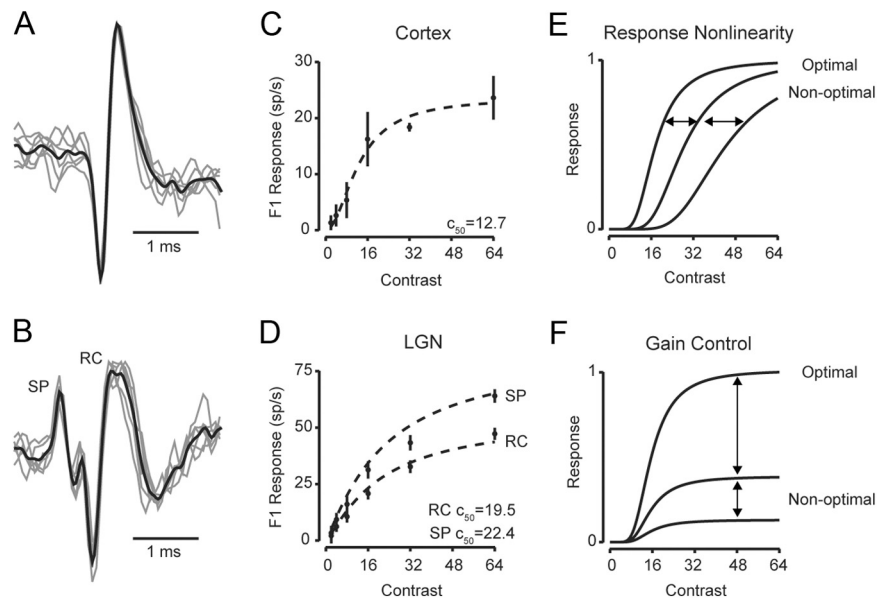 A
1 ms
B
SP
RC
1 ms
C
Cortex
F1 Response (sp/s)
30
20
10
0
c50=12.7
0 16 32 48 64
Contrast
D
LGN
F1 Response (sp/s)
75
50
25
0
SP
RC
RC c50=19.5
SP c50=22.4
0 16 32 48 64
Contrast
E
Response Nonlinearity
Response
1
0
Optimal
Non-optimal
0 16 32 48 64
Contrast
F
Gain Control
Response
1
0
Optimal
Non-optimal
0 16 32 48 64
Contrast